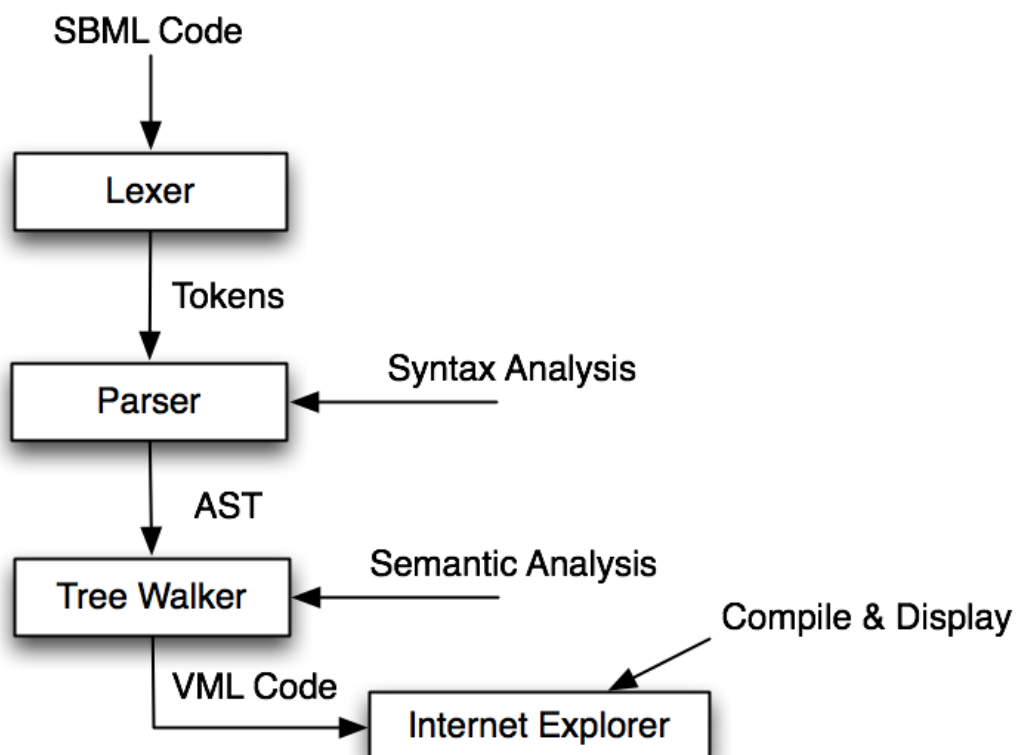 SBML Code
Lexer
Tokens
Syntax Analysis
Parser
AST
Semantic Analysis
Tree Walker
Compile & Display
VML Code
Internet Explorer